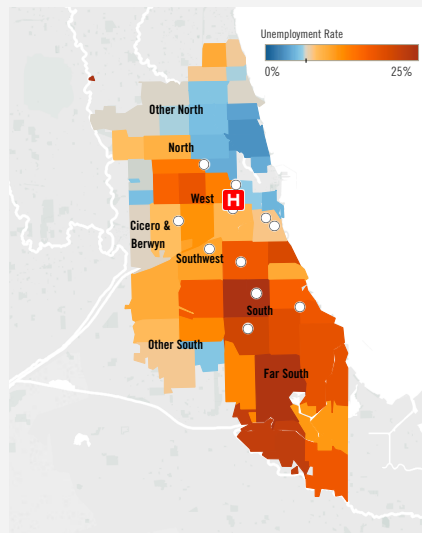 Unemployment Rate
0%
25%
Other North
North
West
H
Cicero &
Berwyn
Southwest
South
Other South
Far South